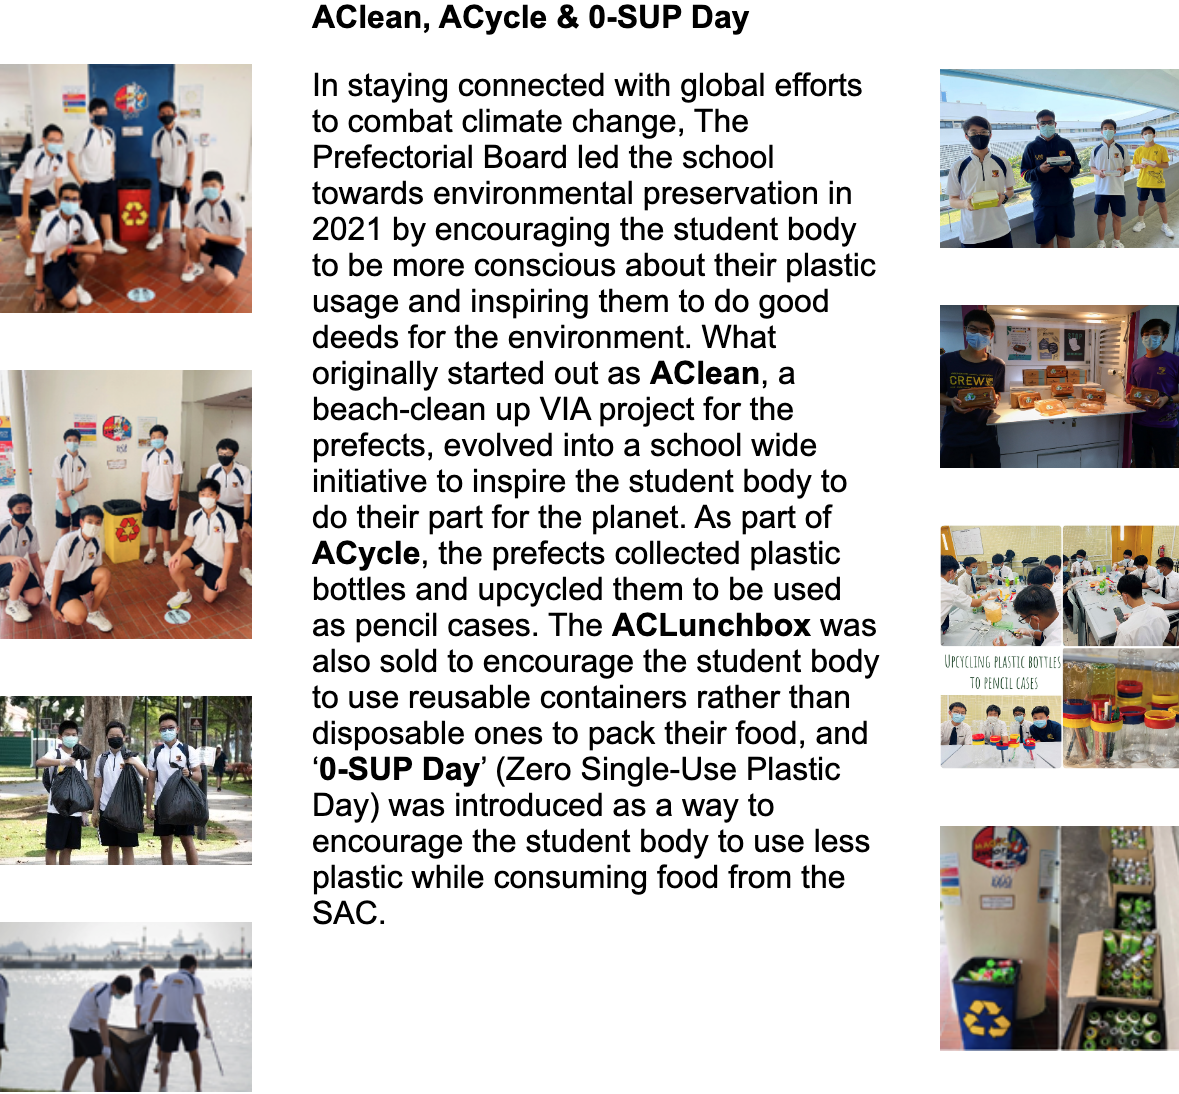 AClean, ACycle & 0-SUP Day
In staying connected with global efforts
to combat climate change, The
Prefectorial Board led the school
towards environmental preservation in
2021 by encouraging the student body
to be more conscious about their plastic
usage and inspiring them to do good
deeds for the environment. What
originally started out as AClean, a
beach-clean up VIA project for the
prefects, evolved into a school wide
initiative to inspire the student body to
do their part for the planet. As part of
ACycle, the prefects collected plastic
bottles and upcycled them to be used
as pencil cases. The ACLunchbox was
also sold to encourage the student body
to use reusable containers rather than
disposable ones to pack their food, and
‘0-SUP Day’ (Zero Single-Use Plastic
Day) was introduced as a way to
encourage the student body to use less
plastic while consuming food from the
SAC.
CREW
UPCYCLING PLASTIC BOTTLES
TO PENCIL CASES